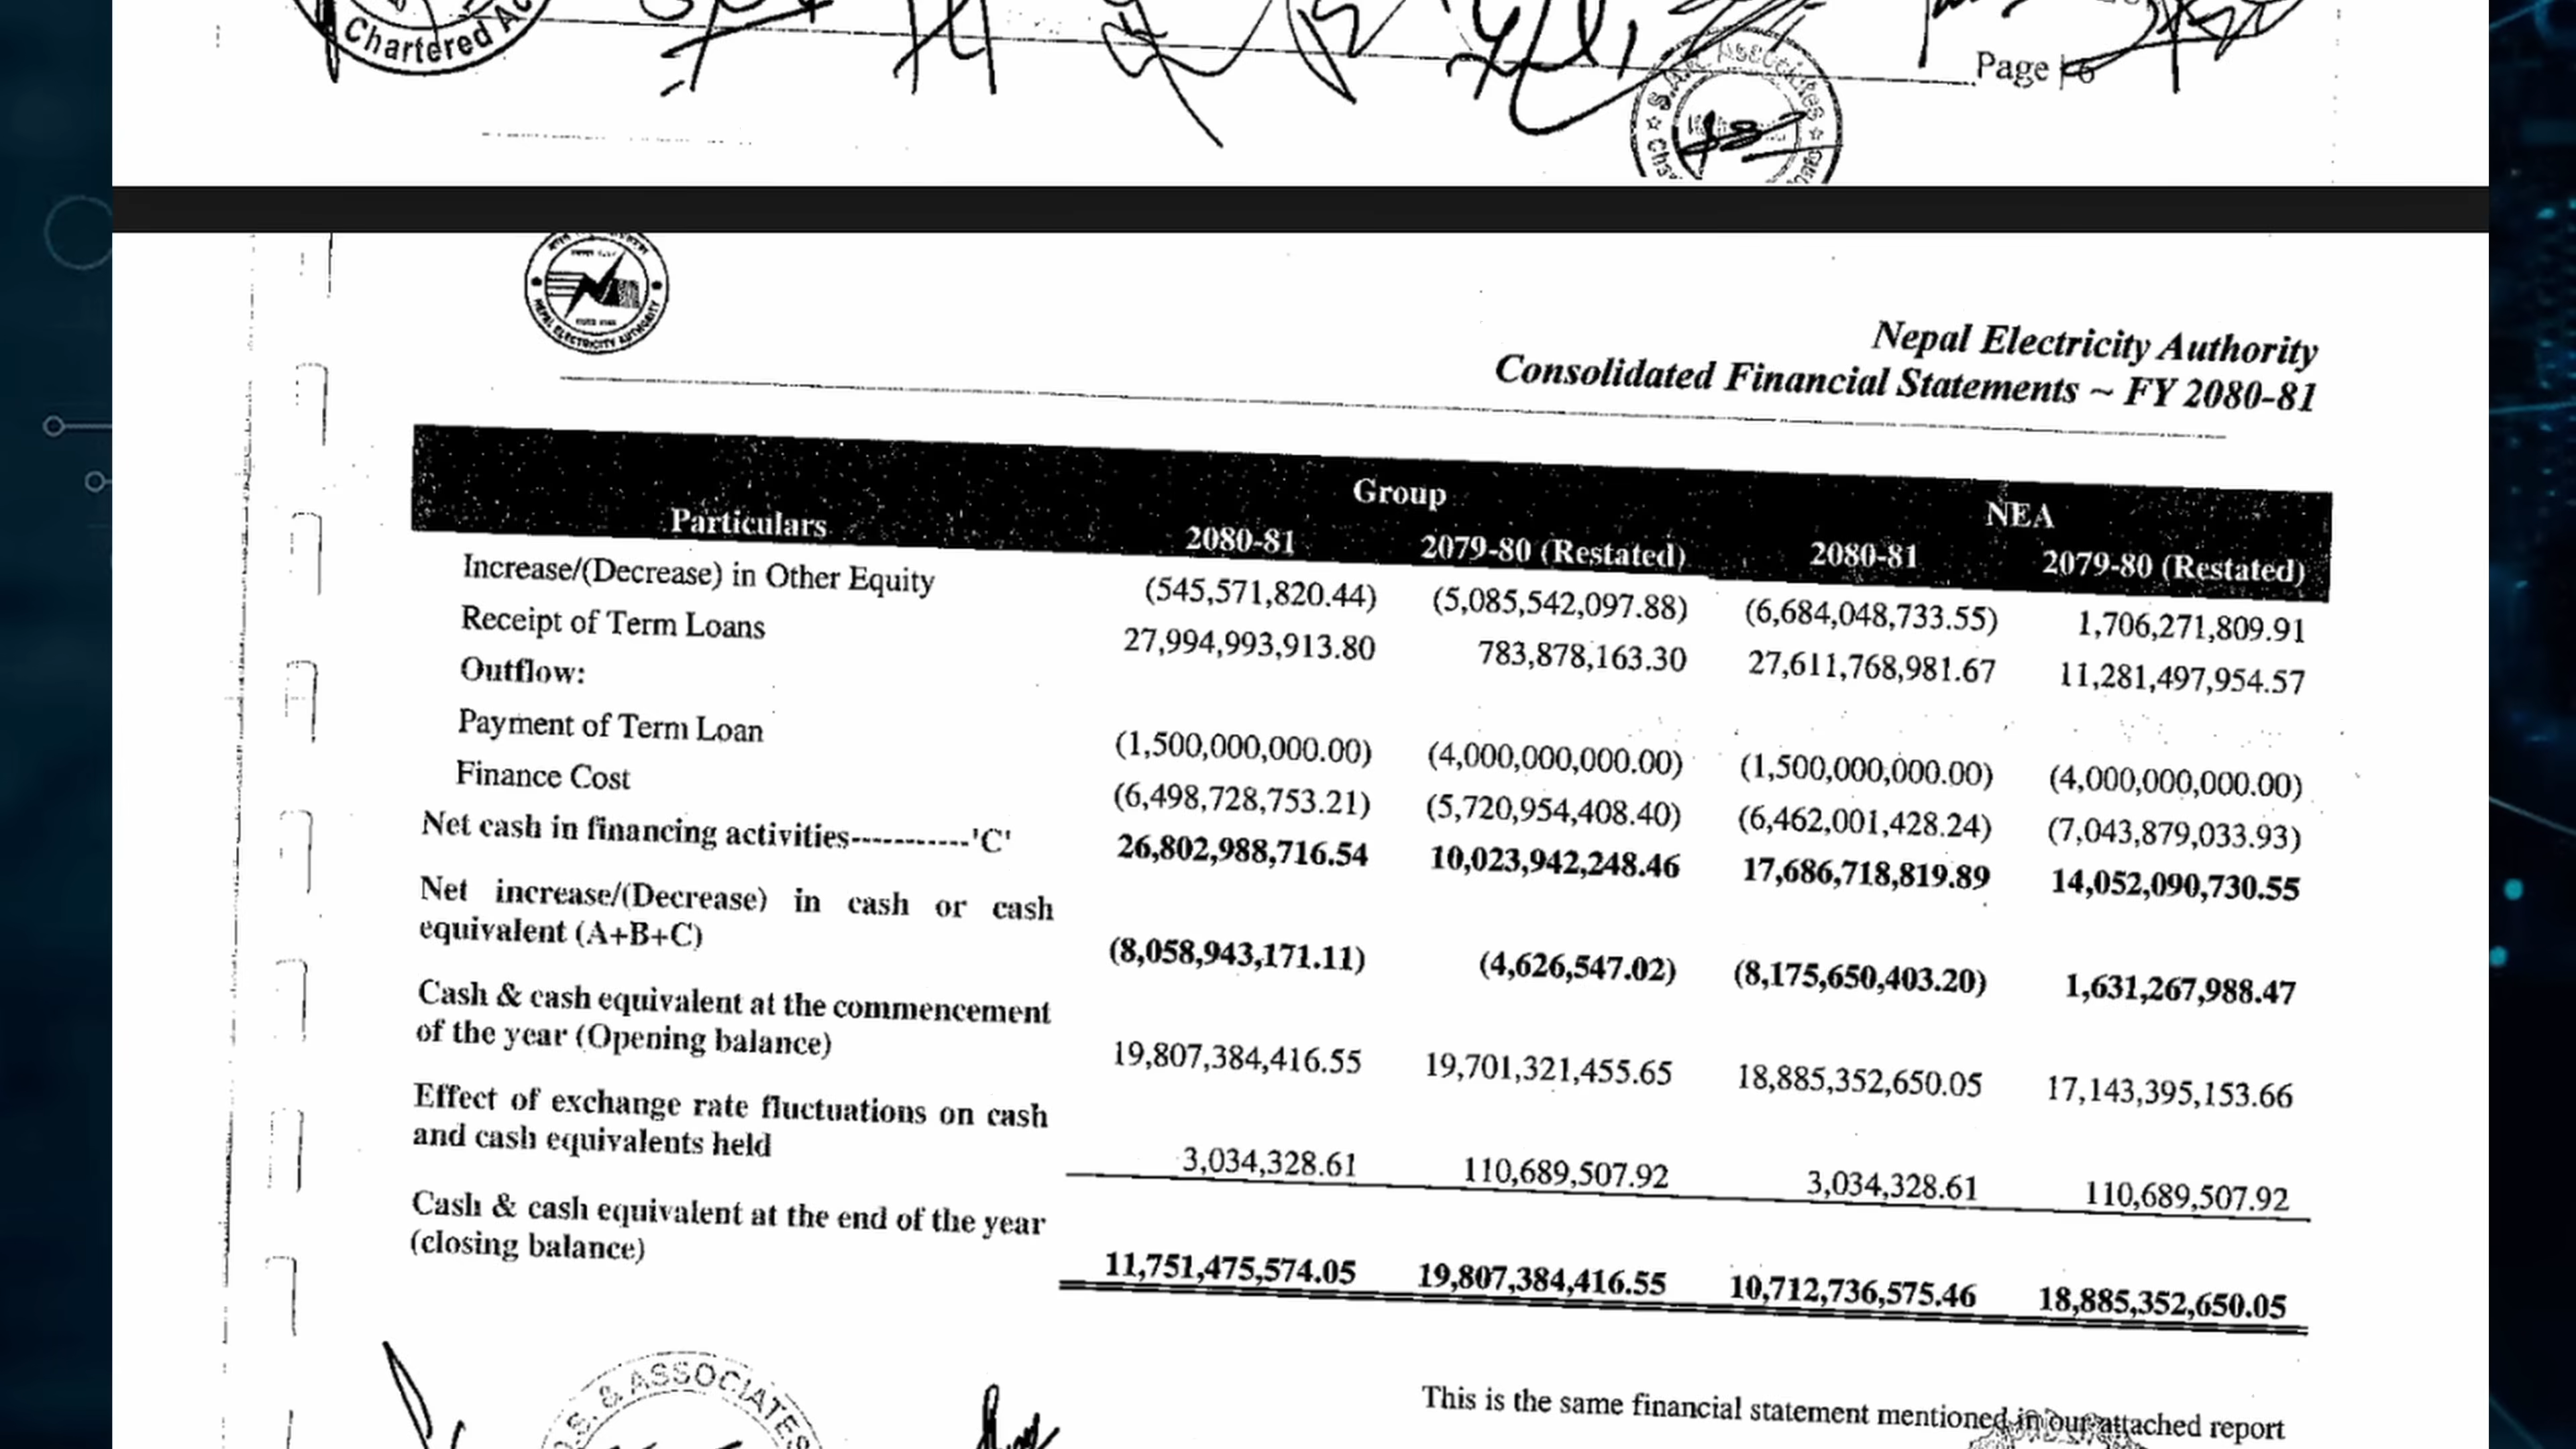 Chartered
S.A.R. Associates
Page | 6
NEPAL ELECTRICITY AUTHORITY
Nepal Electricity Authority
Consolidated Financial Statements ~ FY 2080-81
Group NEA
Particulars 2080-81 2079-80 (Restated) 2080-81 2079-80 (Restated)
Increase/(Decrease) in Other Equity (545,571,820.44) (5,085,542,097.88) (6,684,048,733.55) 1,706,271,809.91
Receipt of Term Loans 27,994,993,913.80 783,878,163.30 27,611,768,981.67 11,281,497,954.57
Outflow:
Payment of Term Loan (1,500,000,000.00) (4,000,000,000.00) (1,500,000,000.00) (4,000,000,000.00)
Finance Cost (6,498,728,753.21) (5,720,954,408.40) (6,462,001,428.24) (7,043,879,033.93)
Net cash in financing activities-----------'C' 26,802,988,716.54 10,023,942,248.46 17,686,718,819.89 14,052,090,730.55
Net increase/(Decrease) in cash or cash
equivalent (A+B+C) (8,058,943,171.11) (4,626,547.02) (8,175,650,403.20) 1,631,267,988.47
Cash & cash equivalent at the commencement
of the year (Opening balance) 19,807,384,416.55 19,701,321,455.65 18,885,352,650.05 17,143,395,153.66
Effect of exchange rate fluctuations on cash
and cash equivalents held 3,034,328.61 110,689,507.92 3,034,328.61 110,689,507.92
Cash & cash equivalent at the end of the year
(closing balance) 11,751,475,574.05 19,807,384,416.55 10,712,736,575.46 18,885,352,650.05
This is the same financial statement mentioned in our attached report
.S. & ASSOCIATES